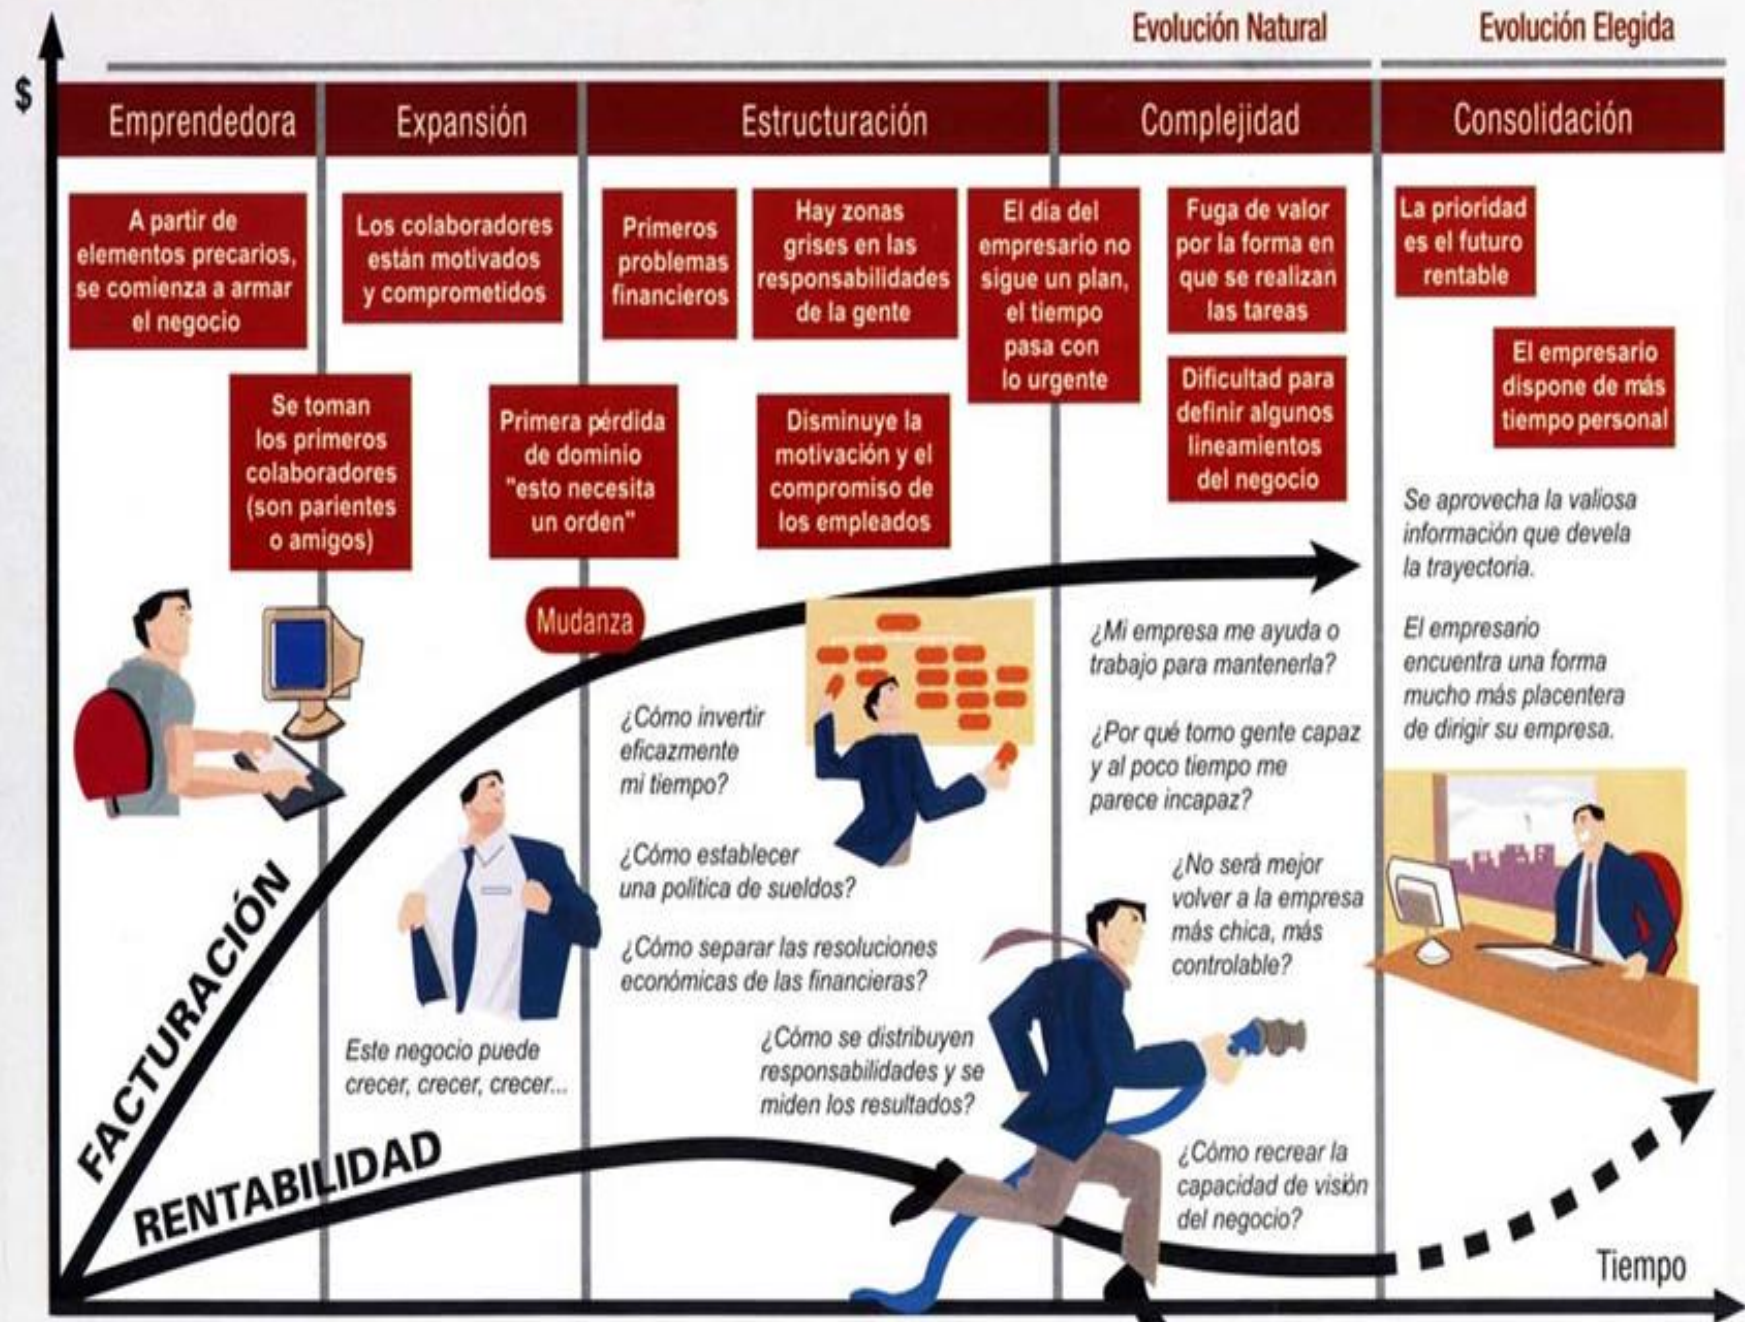 Evolución Natural
Evolución Elegida
$
Emprendedora
Expansión
Estructuración
Complejidad
Consolidación
A partir de
elementos precarios,
se comienza a armar
el negocio
Se toman
los primeros
colaboradores
(son parientes
o amigos)
Los colaboradores
están motivados
y comprometidos
Primera pérdida
de dominio
"esto necesita
un orden"
Mudanza
Primeros
problemas
financieros
Hay zonas
grises en las
responsabilidades
de la gente
Disminuye la
motivación y el
compromiso de
los empleados
El día del
empresario no
sigue un plan,
el tiempo
pasa con
lo urgente
Fuga de valor
por la forma en
que se realizan
las tareas
Dificultad para
definir algunos
lineamientos
del negocio
La prioridad
es el futuro
rentable
El empresario
dispone de más
tiempo personal
Se aprovecha la valiosa
información que devela
la trayectoria.
El empresario
encuentra una forma
mucho más placentera
de dirigir su empresa.
¿Mi empresa me ayuda o
trabajo para mantenerla?
¿Por qué tomo gente capaz
y al poco tiempo me
parece incapaz?
¿No será mejor
volver a la empresa
más chica, más
controlable?
¿Cómo recrear la
capacidad de visión
del negocio?
¿Cómo invertir
eficazmente
mi tiempo?
¿Cómo establecer
una política de sueldos?
¿Cómo separar las resoluciones
económicas de las financieras?
¿Cómo se distribuyen
responsabilidades y se
miden los resultados?
Este negocio puede
crecer, crecer, crecer...
FACTURACIÓN
RENTABILIDAD
Tiempo